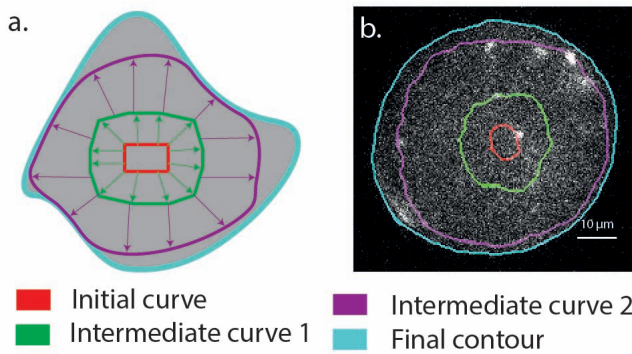 a.
b.
10 µm
Initial curve
Intermediate curve 2
Intermediate curve 1
Final contour